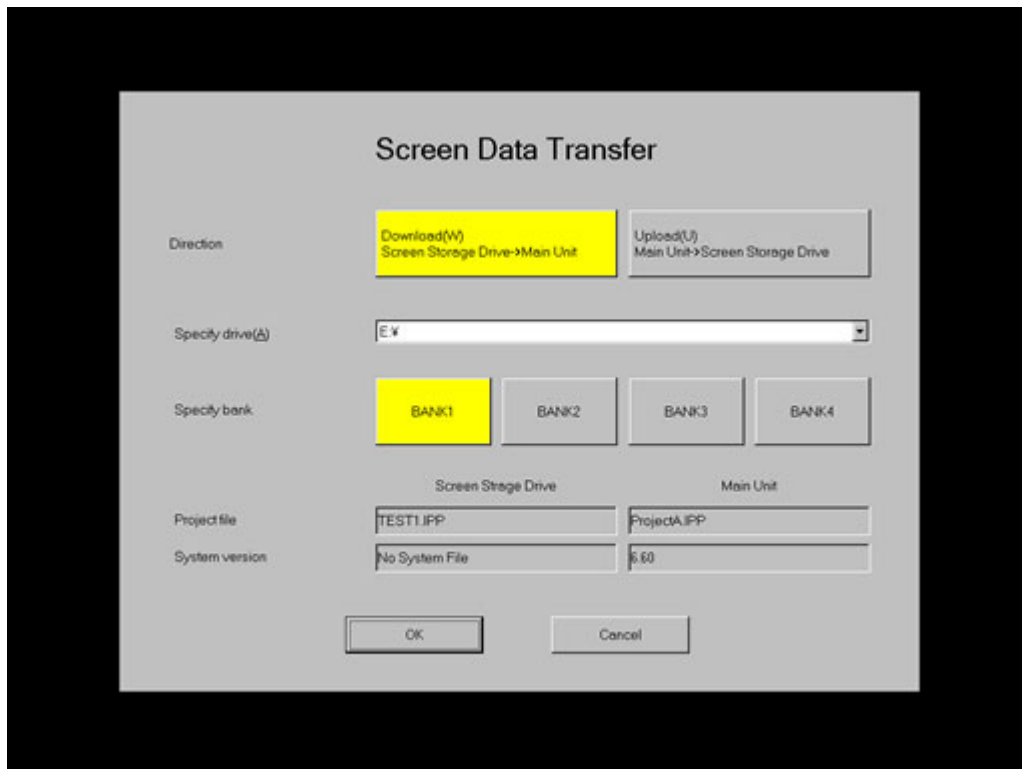 Screen Data Transfer
Direction
Download(W)
Screen Storage Drive->Main Unit
Upload(U)
Main Unit->Screen Storage Drive
Specify drive(A)
E:¥
Specify bank
BANK1
BANK2
BANK3
BANK4
Screen Strage Drive
Main Unit
Project file
TEST1.IPP
ProjectA.IPP
System version
No System File
6.60
OK
Cancel